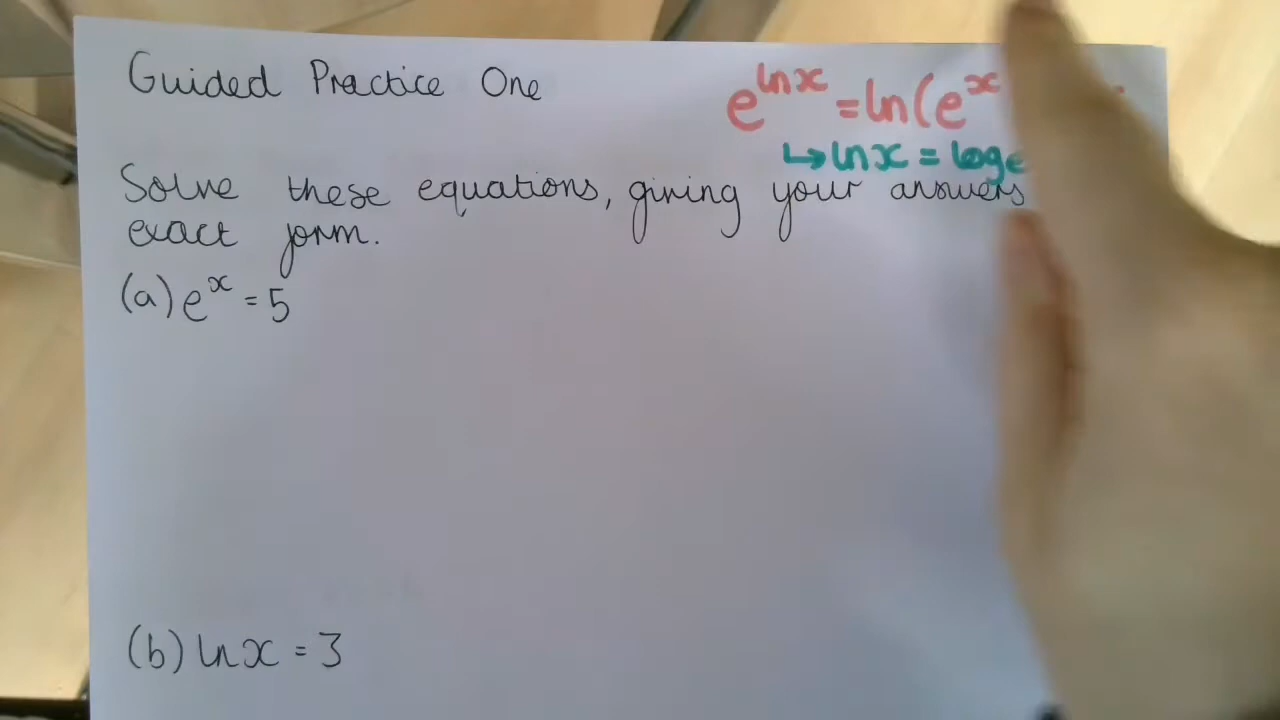 Guided Practice One
e^{ln x} = ln(e^x
↳ ln x = log e
Solve these equations, giving your answers
exact form.
(a) e^x = 5
(b) ln x = 3